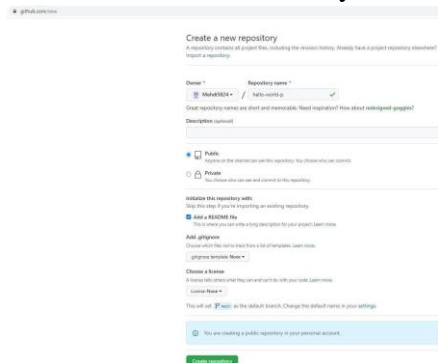 github.com/new
Create a new repository
A repository contains all project files, including the revision history. Already have a project repository elsewhere?
Import a repository.
Owner * Repository name *
Mehdi5824 / hello-world-p
Great repository names are short and memorable. Need inspiration? How about redesigned-goggles?
Description (optional)
Public
Anyone on the internet can see this repository. You choose who can commit.
Private
You choose who can see and commit to this repository.
Initialize this repository with:
Skip this step if you're importing an existing repository.
Add a README file
This is where you can write a long description for your project. Learn more.
Add .gitignore
Choose which files not to track from a list of templates. Learn more.
.gitignore template: None
Choose a license
A license tells others what they can and can't do with your code. Learn more.
License: None
This will set main as the default branch. Change the default name in your settings.
You are creating a public repository in your personal account.
Create repository